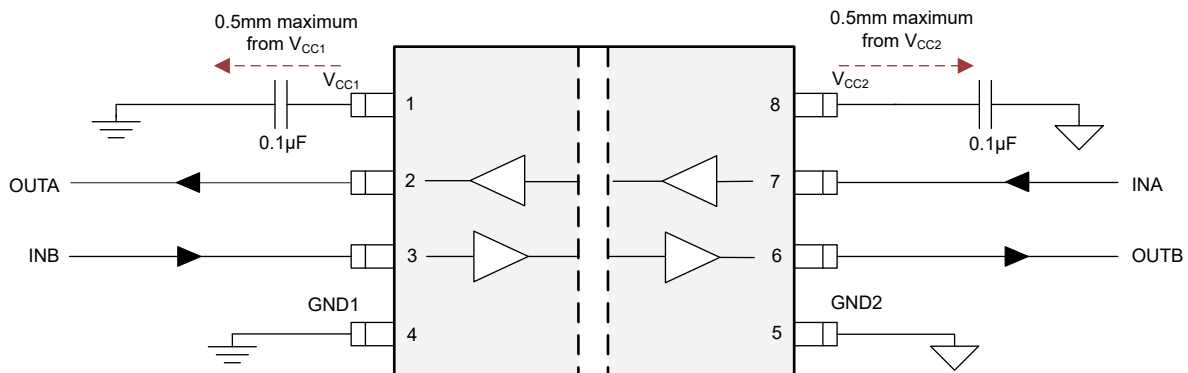 0.5mm maximum
from VCC1
0.5mm maximum
from VCC2
VCC1
VCC2
1
8
0.1µF
0.1µF
OUTA
2
7
INA
INB
3
6
OUTB
GND1
GND2
4
5